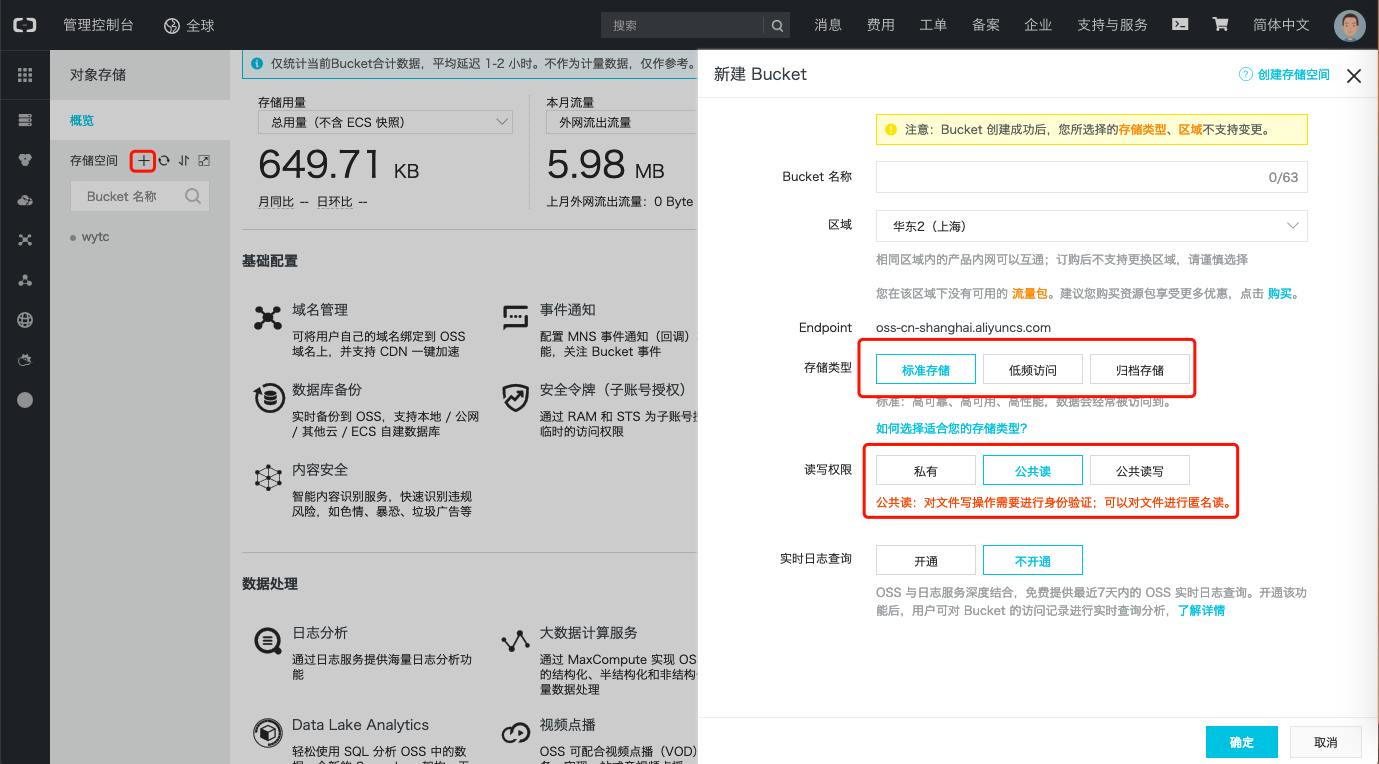 管理控制台
全球
搜索
消息
费用
工单
备案
企业
支持与服务
简体中文
对象存储
概览
存储空间
Bucket 名称
wytc
仅统计当前Bucket合计数据，平均延迟 1-2 小时。不作为计量数据，仅作参考。
存储用量
总用量（不含 ECS 快照）
649.71 KB
月同比 -- 日环比 --
本月流量
外网流出流量
5.98 MB
上月外网流出流量：0 Byte
基础配置
域名管理
可将用户自己的域名绑定到 OSS
域名上，并支持 CDN 一键加速
事件通知
配置 MNS 事件通知（回调）
能，关注 Bucket 事件
数据库备份
实时备份到 OSS，支持本地 / 公网
/ 其他云 / ECS 自建数据库
安全令牌（子账号授权）
通过 RAM 和 STS 为子账号
临时的访问权限
内容安全
智能内容识别服务，快速识别违规
风险，如色情、暴恐、垃圾广告等
数据处理
日志分析
通过日志服务提供海量日志分析功
能
大数据计算服务
通过 MaxCompute 实现 OS
的结构化、半结构化和非结构
量数据处理
Data Lake Analytics
轻松使用 SQL 分析 OSS 中的数
视频点播
OSS 可配合视频点播（VOD）
新建 Bucket
创建存储空间
注意：Bucket 创建成功后，您所选择的存储类型、区域不支持变更。
Bucket 名称
0/63
区域
华东2（上海）
相同区域内的产品内网可以互通；订购后不支持更换区域，请谨慎选择
您在该区域下没有可用的 流量包。建议您购买资源包享受更多优惠，点击 购买。
Endpoint
oss-cn-shanghai.aliyuncs.com
存储类型
标准存储
低频访问
归档存储
标准：高可靠、高可用、高性能，数据会经常被访问到。
如何选择适合您的存储类型？
读写权限
私有
公共读
公共读写
公共读：对文件写操作需要进行身份验证；可以对文件进行匿名读。
实时日志查询
开通
不开通
OSS 与日志服务深度结合，免费提供最近7天内的 OSS 实时日志查询。开通该功
能后，用户可对 Bucket 的访问记录进行实时查询分析，了解详情
确定
取消